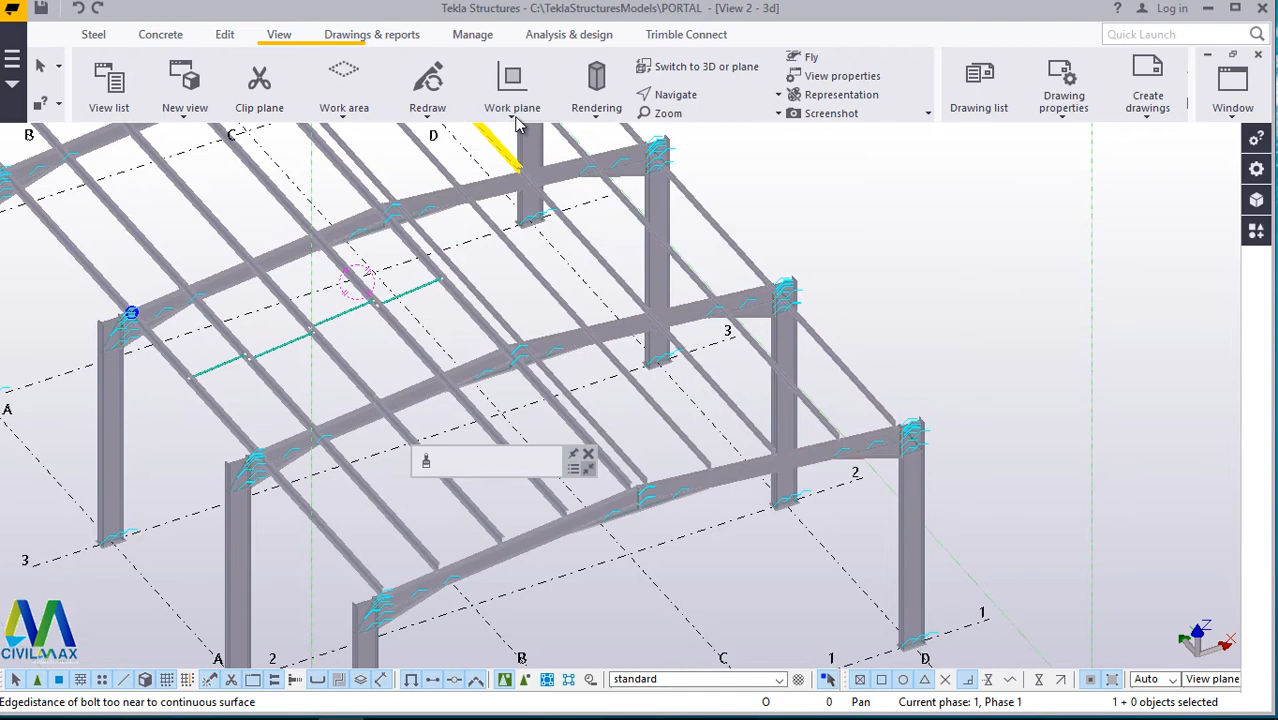 Tekla Structures - C:\TeklaStructuresModels\PORTAL - [View 2 - 3d]
? Log in
Steel Concrete Edit View Drawings & reports Manage Analysis & design Trimble Connect Quick Launch
View list New view Clip plane Work area Redraw Work plane Rendering
Switch to 3D or plane
Navigate
Zoom
Fly
View properties
Representation
Screenshot
Drawing list
Drawing properties
Create drawings
Window
B C D
3
A
2
3
1
A 2 B C 1 D
Z
CIVILMAX
standard Auto View plane
Edgedistance of bolt too near to continuous surface O 0 Pan Current phase: 1, Phase 1 1 + 0 objects selected